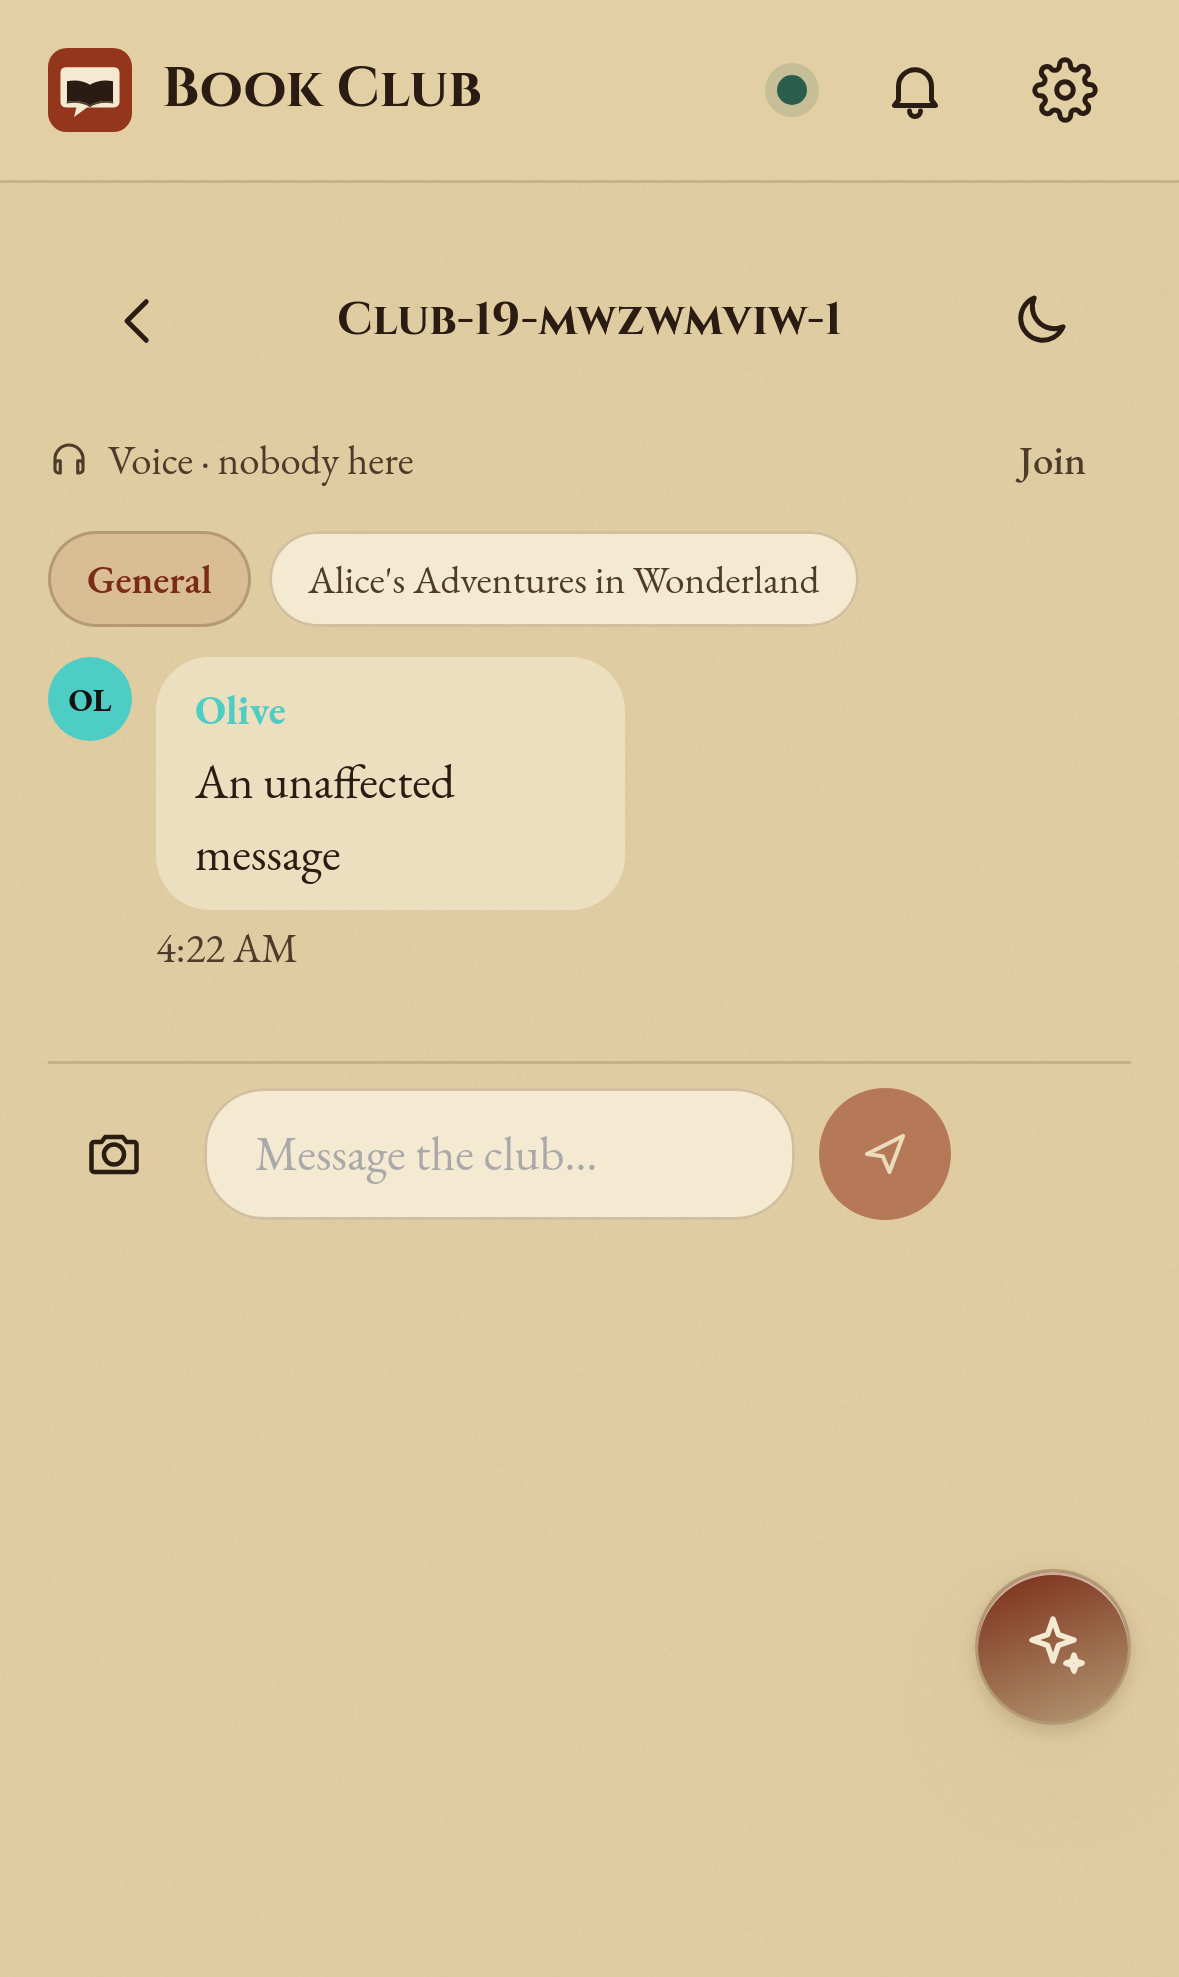 Book Club
Club-19-mwzwmviw-1
Voice · nobody here
Join
General
Alice's Adventures in Wonderland
OL
Olive
An unaffected
message
4:22 AM
Message the club...